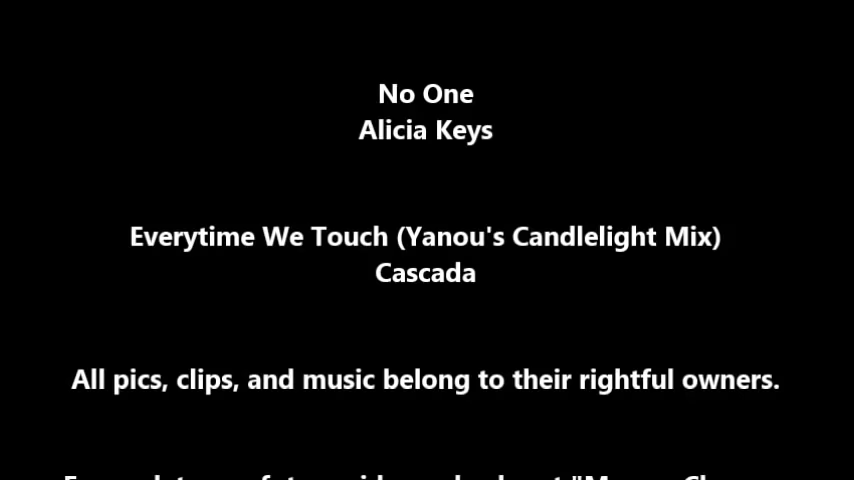 No One
Alicia Keys
Everytime We Touch (Yanou's Candlelight Mix)
Cascada
All pics, clips, and music belong to their rightful owners.